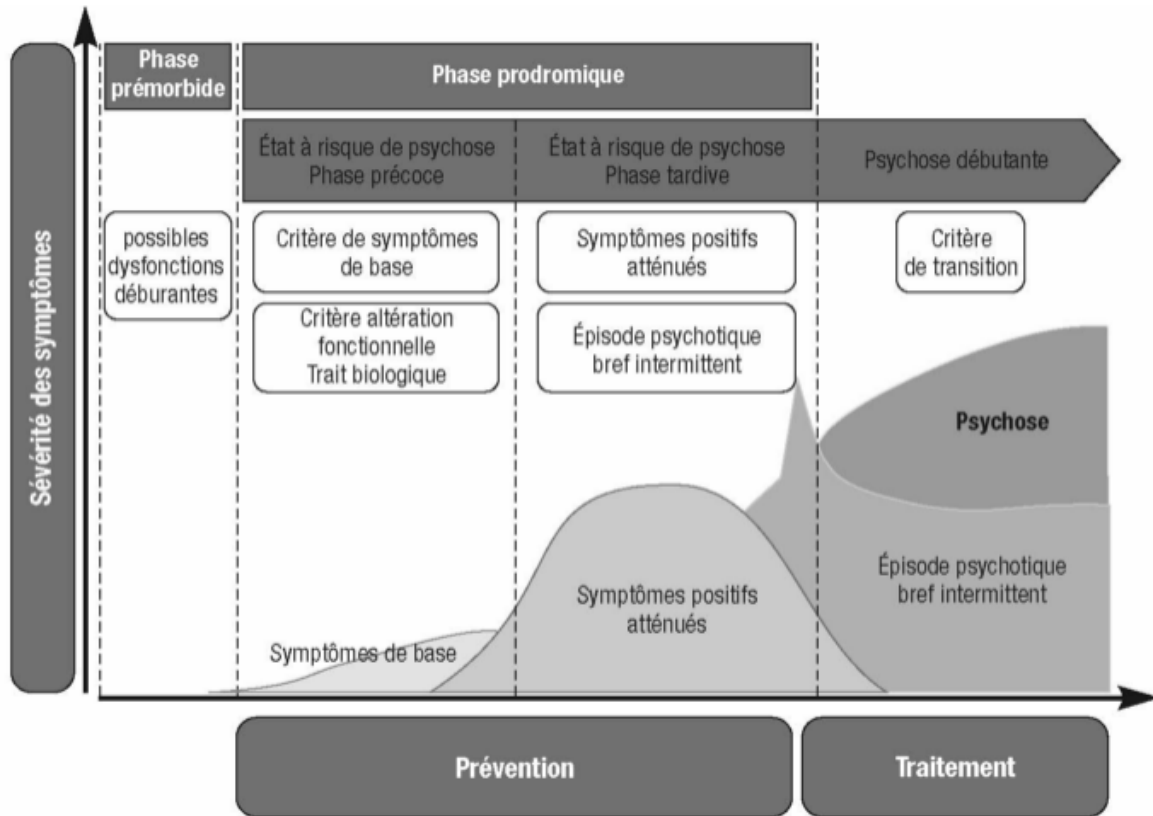 Sévérité des symptômes
Phase
prémorbide
Phase prodromique
État à risque de psychose
Phase précoce
État à risque de psychose
Phase tardive
Psychose débutante
possibles
dysfonctions
déburantes
Critère de symptômes
de base
Symptômes positifs
atténués
Critère
de transition
Critère altération
fonctionnelle
Trait biologique
Épisode psychotique
bref intermittent
Psychose
Symptômes de base
Symptômes positifs
atténués
Épisode psychotique
bref intermittent
Prévention
Traitement